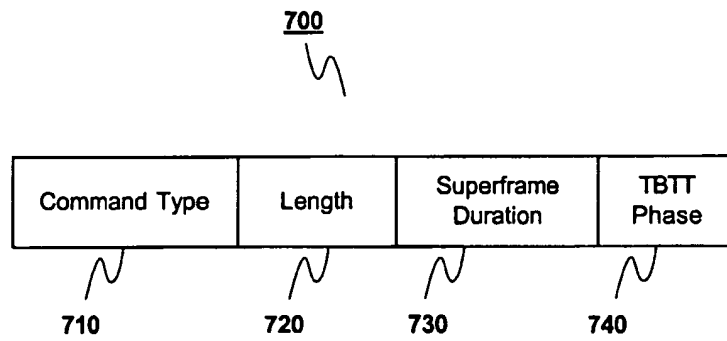 700
Command Type
Length
Superframe
Duration
TBTT
Phase
710
720
730
740